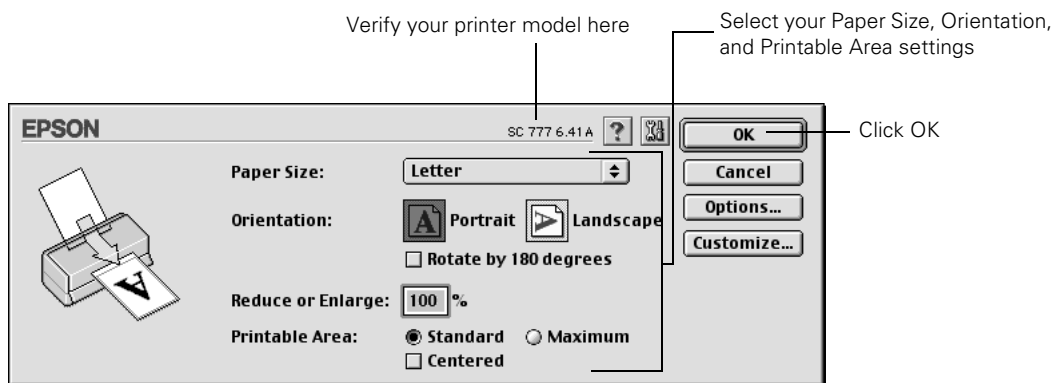 Verify your printer model here
Select your Paper Size, Orientation,
and Printable Area settings
EPSON
SC 777 6.41A
?
OK
Click OK
Paper Size:
Letter
Cancel
Orientation:
A Portrait
A Landscape
Options...
Rotate by 180 degrees
Customize...
A
Reduce or Enlarge:
100 %
Printable Area:
Standard
Maximum
Centered